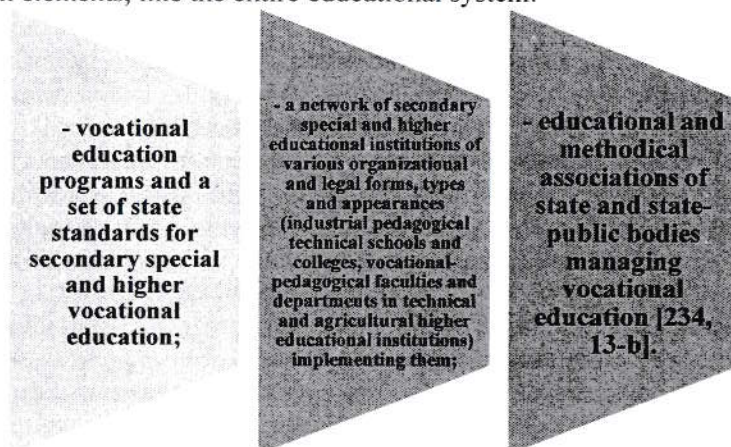 elements, into the entire educational system.
- vocational
education
programs and a
set of state
standards for
secondary special
and higher
vocational
education;
- a network of secondary
special and higher
educational institutions of
various organizational
and legal forms, types
and appearances
(industrial pedagogical
technical schools and
colleges, vocational-
pedagogical faculties and
departments in technical
and agricultural higher
educational institutions)
implementing them;
- educational and
methodical
associations of
state and state-
public bodies
managing
vocational
education [234,
13-b].